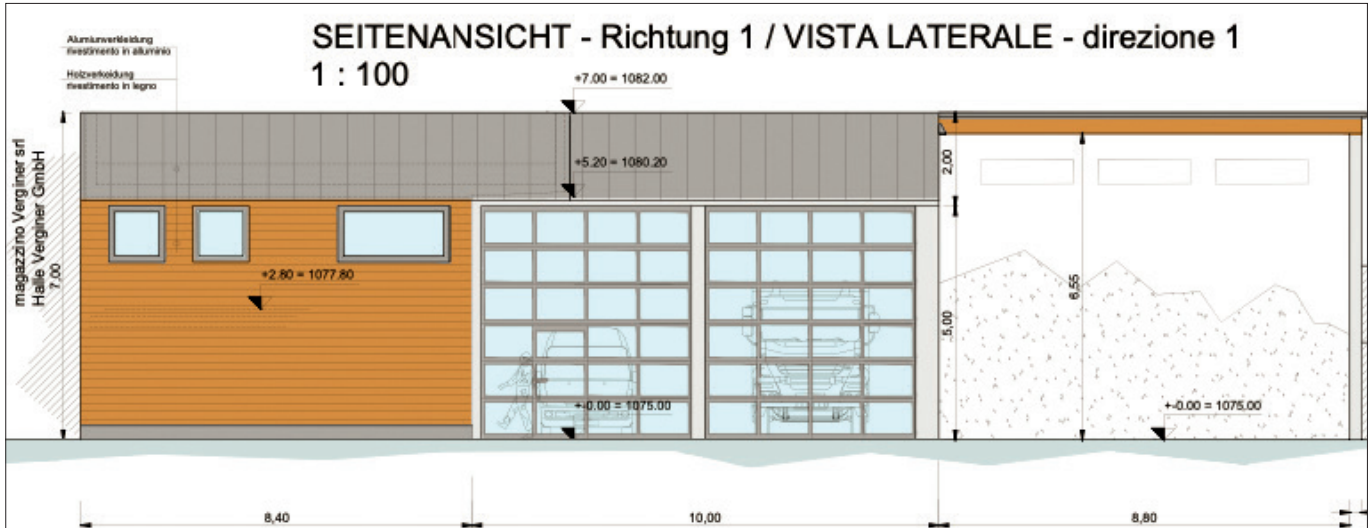 SEITENANSICHT - Richtung 1 / VISTA LATERALE - direzione 1
1 : 100
Alumiunverkleidung
rivestimento in alluminio
Holzverkeidung
rivestimento in legno
+7.00 = 1082.00
+5.20 = 1080.20
2,00
magazzino Verginer srl
Halle Verginer GmbH
7,00
+2.80 = 1077.80
6,55
5,00
+-0.00 = 1075.00
+-0.00 = 1075.00
8,40
10,00
8,80